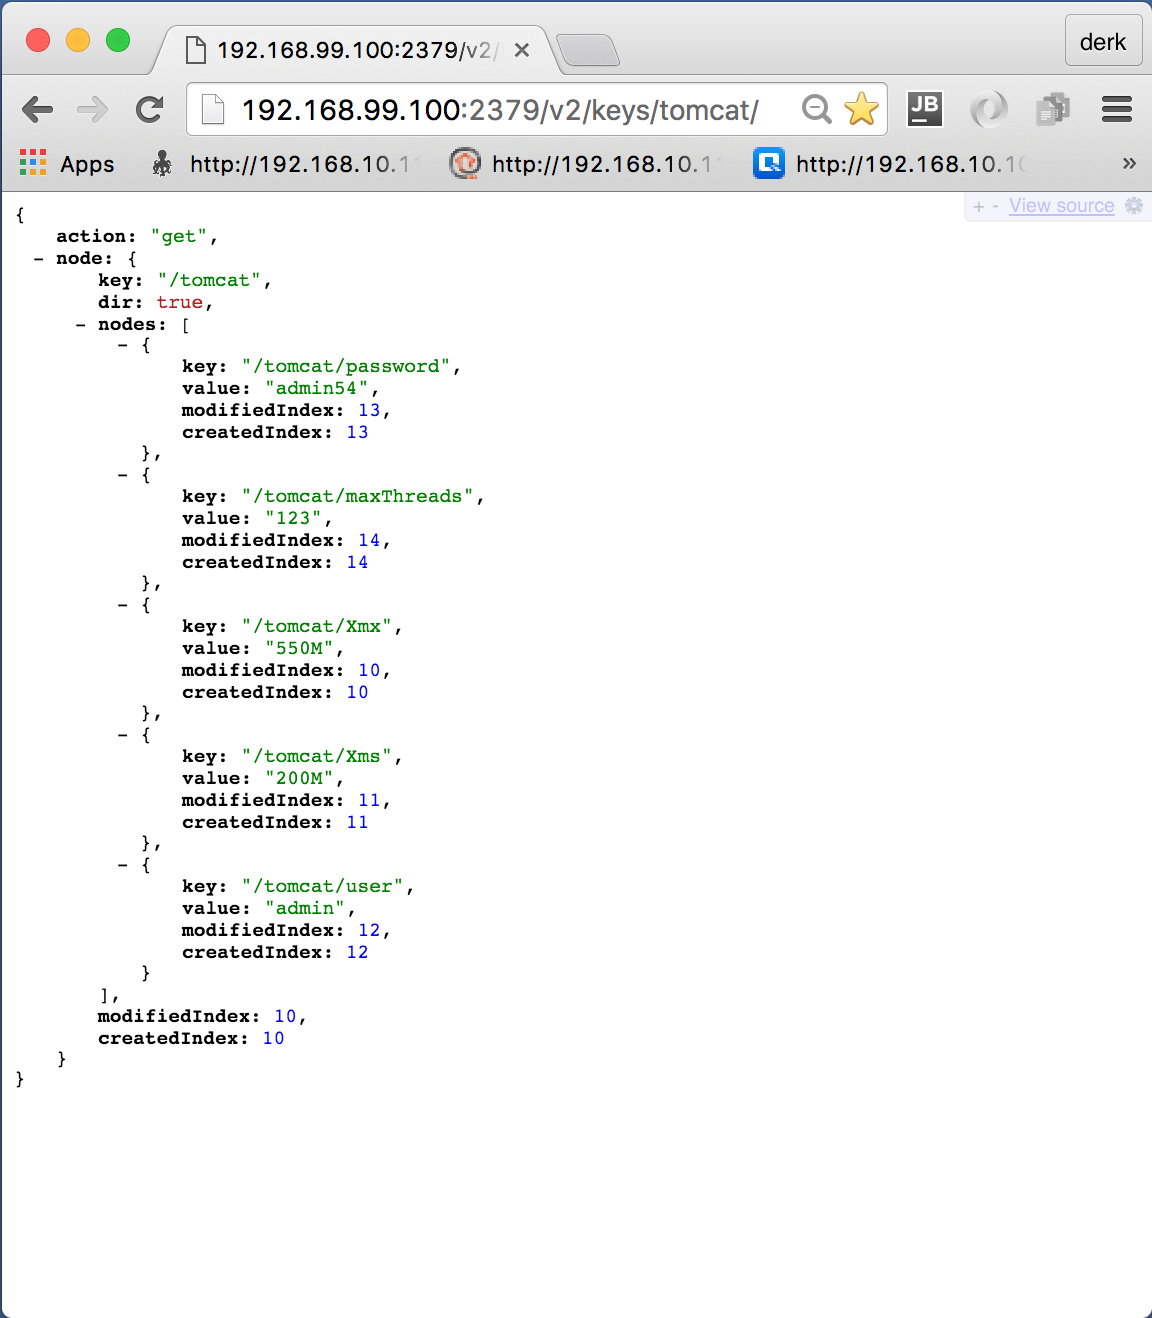 192.168.99.100:2379/v2/
derk
192.168.99.100:2379/v2/keys/tomcat/
JB
Apps
http://192.168.10.11
http://192.168.10.11
http://192.168.10.10
»
+ - View source
{
action: "get",
- node: {
key: "/tomcat",
dir: true,
- nodes: [
- {
key: "/tomcat/password",
value: "admin54",
modifiedIndex: 13,
createdIndex: 13
},
- {
key: "/tomcat/maxThreads",
value: "123",
modifiedIndex: 14,
createdIndex: 14
},
- {
key: "/tomcat/Xmx",
value: "550M",
modifiedIndex: 10,
createdIndex: 10
},
- {
key: "/tomcat/Xms",
value: "200M",
modifiedIndex: 11,
createdIndex: 11
},
- {
key: "/tomcat/user",
value: "admin",
modifiedIndex: 12,
createdIndex: 12
}
],
modifiedIndex: 10,
createdIndex: 10
}
}